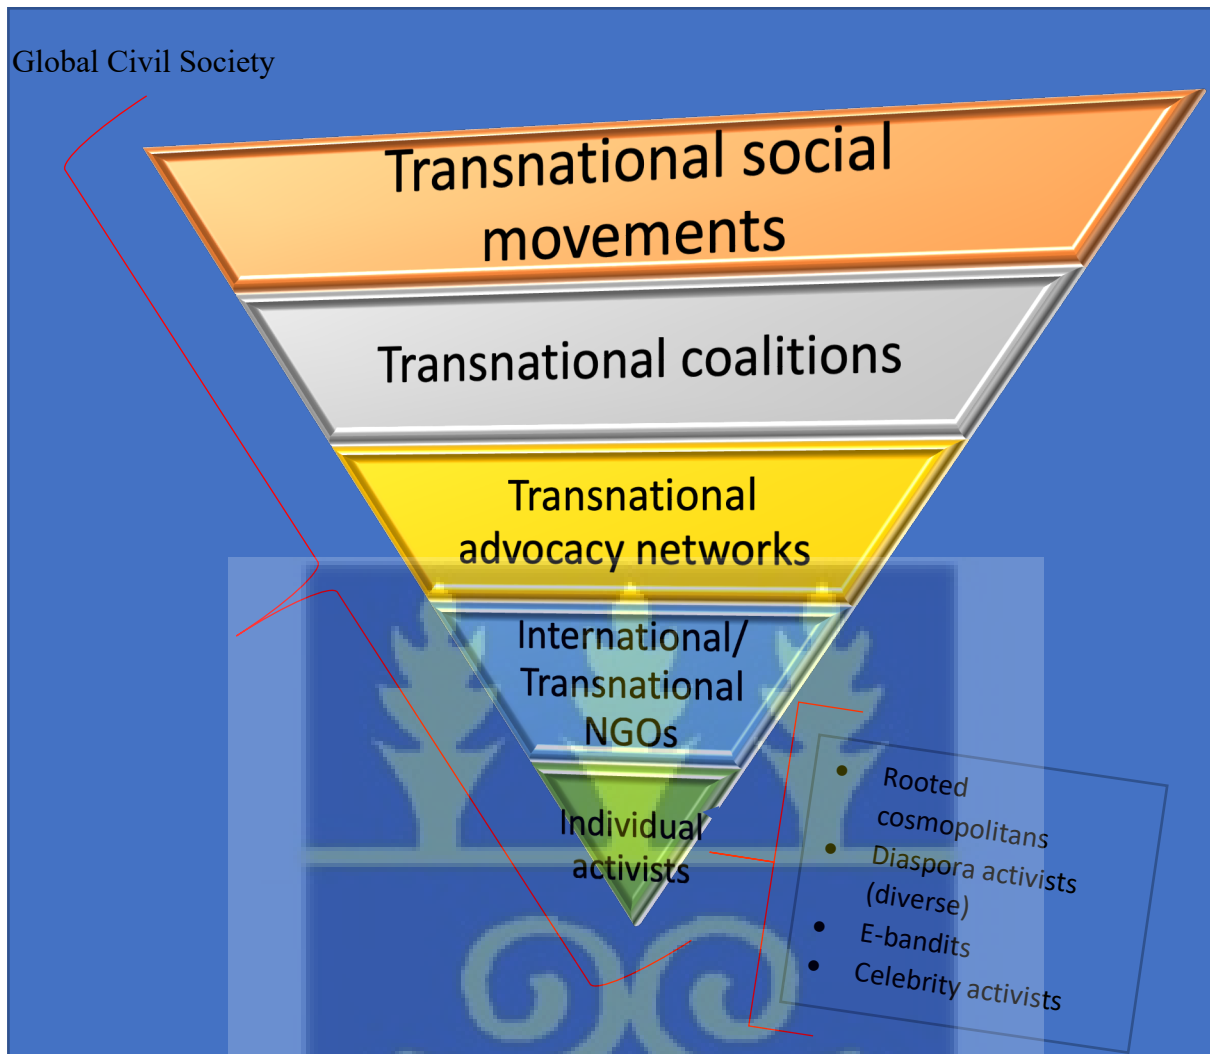 Global Civil Society
Transnational social
movements
Transnational coalitions
Transnational
advocacy networks
International/
Transnational
NGOs
Individual
activists
• Rooted
cosmopolitans
• Diaspora activists
(diverse)
• E-bandits
• Celebrity activists